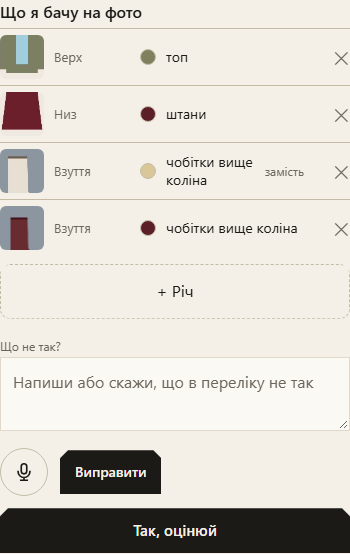 Що я бачу на фото
Верх
топ
Низ
штани
Взуття
чобітки вище
коліна
замість
Взуття
чобітки вище коліна
+ Річ
Що не так?
Напиши або скажи, що в переліку не так
Виправити
Так, оцінюй